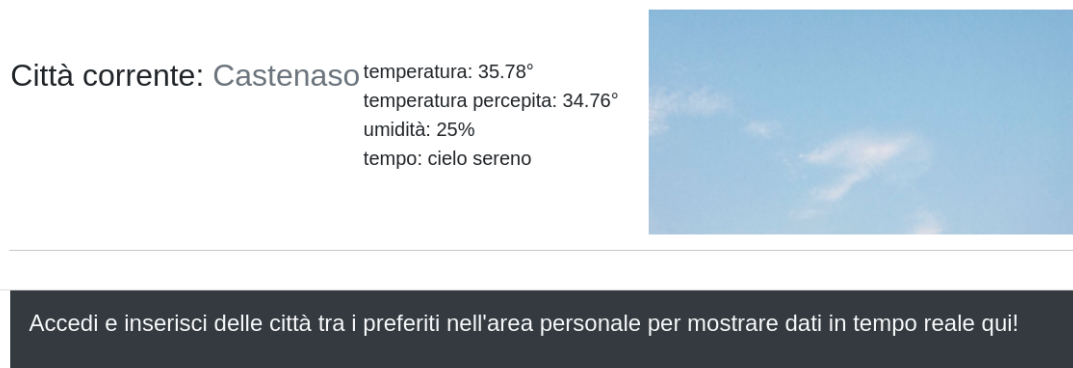 Città corrente: Castenaso
temperatura: 35.78°
temperatura percepita: 34.76°
umidità: 25%
tempo: cielo sereno
Accedi e inserisci delle città tra i preferiti nell'area personale per mostrare dati in tempo reale qui!